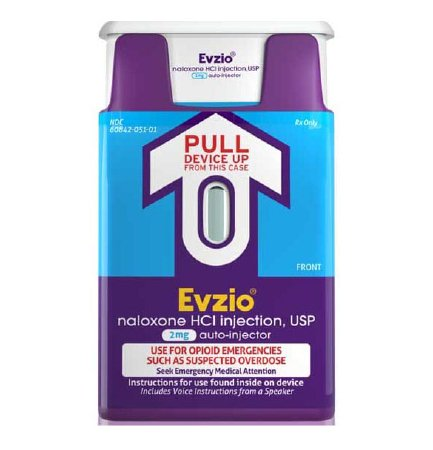 Evzio®
naloxone HCl injection, USP
2mg auto-injector
NDC
60842-051-01
Rx Only
PULL
DEVICE UP
FROM THIS CASE
FRONT
Evzio®
naloxone HCl injection, USP
2mg auto-injector
USE FOR OPIOID EMERGENCIES
SUCH AS SUSPECTED OVERDOSE
Seek Emergency Medical Attention
Instructions for use found inside on device
Includes Voice Instructions from a Speaker